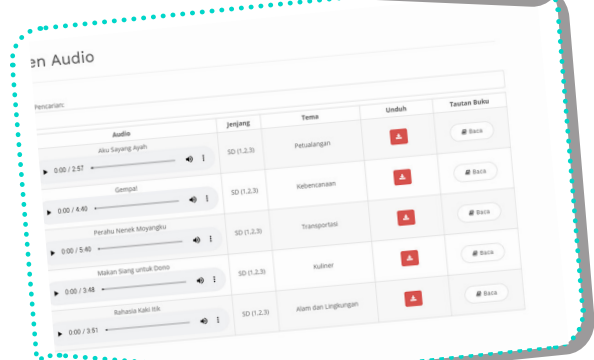 en Audio
Pencarian:
Audio Jenjang Tema Unduh Tautan Buku
Aku Sayang Ayah
0:00 / 2:57 SD (1,2,3) Petualangan Baca
Gempa!
0:00 / 4:40 SD (1,2,3) Kebencanaan Baca
Perahu Nenek Moyangku
0:00 / 5:40 SD (1,2,3) Transportasi Baca
Makan Siang untuk Dono
0:00 / 3:48 SD (1,2,3) Kuliner Baca
Rahasia Kaki Itik
0:00 / 3:51 SD (1,2,3) Alam dan Lingkungan Baca